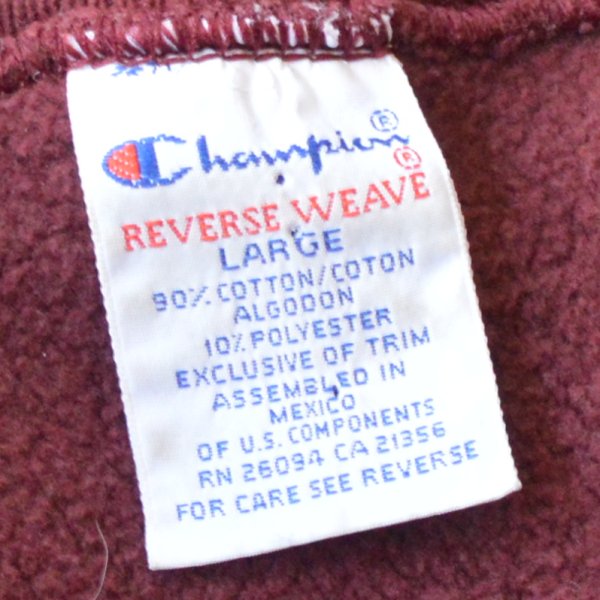 Champion®
®
REVERSE WEAVE
LARGE
90% COTTON/COTON
ALGODON
10% POLYESTER
EXCLUSIVE OF TRIM
ASSEMBLED IN
MEXICO
OF U.S. COMPONENTS
RN 26094 CA 21356
FOR CARE SEE REVERSE